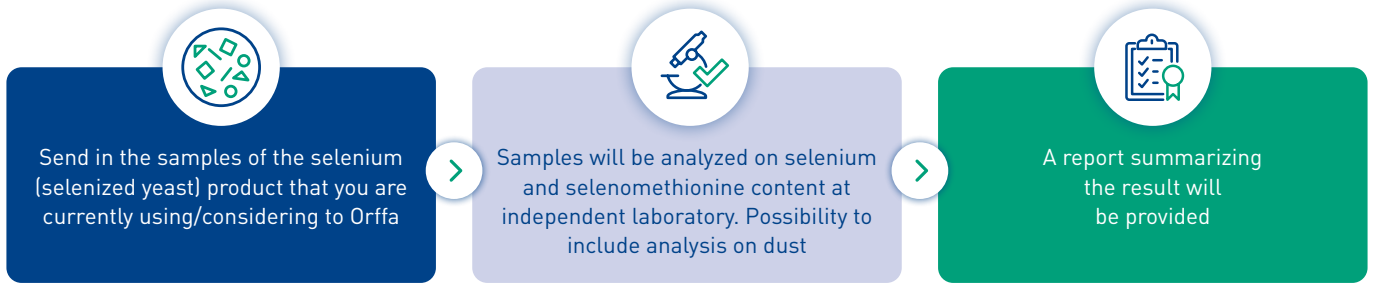 Send in the samples of the selenium
(selenized yeast) product that you are
currently using/considering to Orffa
Samples will be analyzed on selenium
and selenomethionine content at
independent laboratory. Possibility to
include analysis on dust
A report summarizing
the result will
be provided